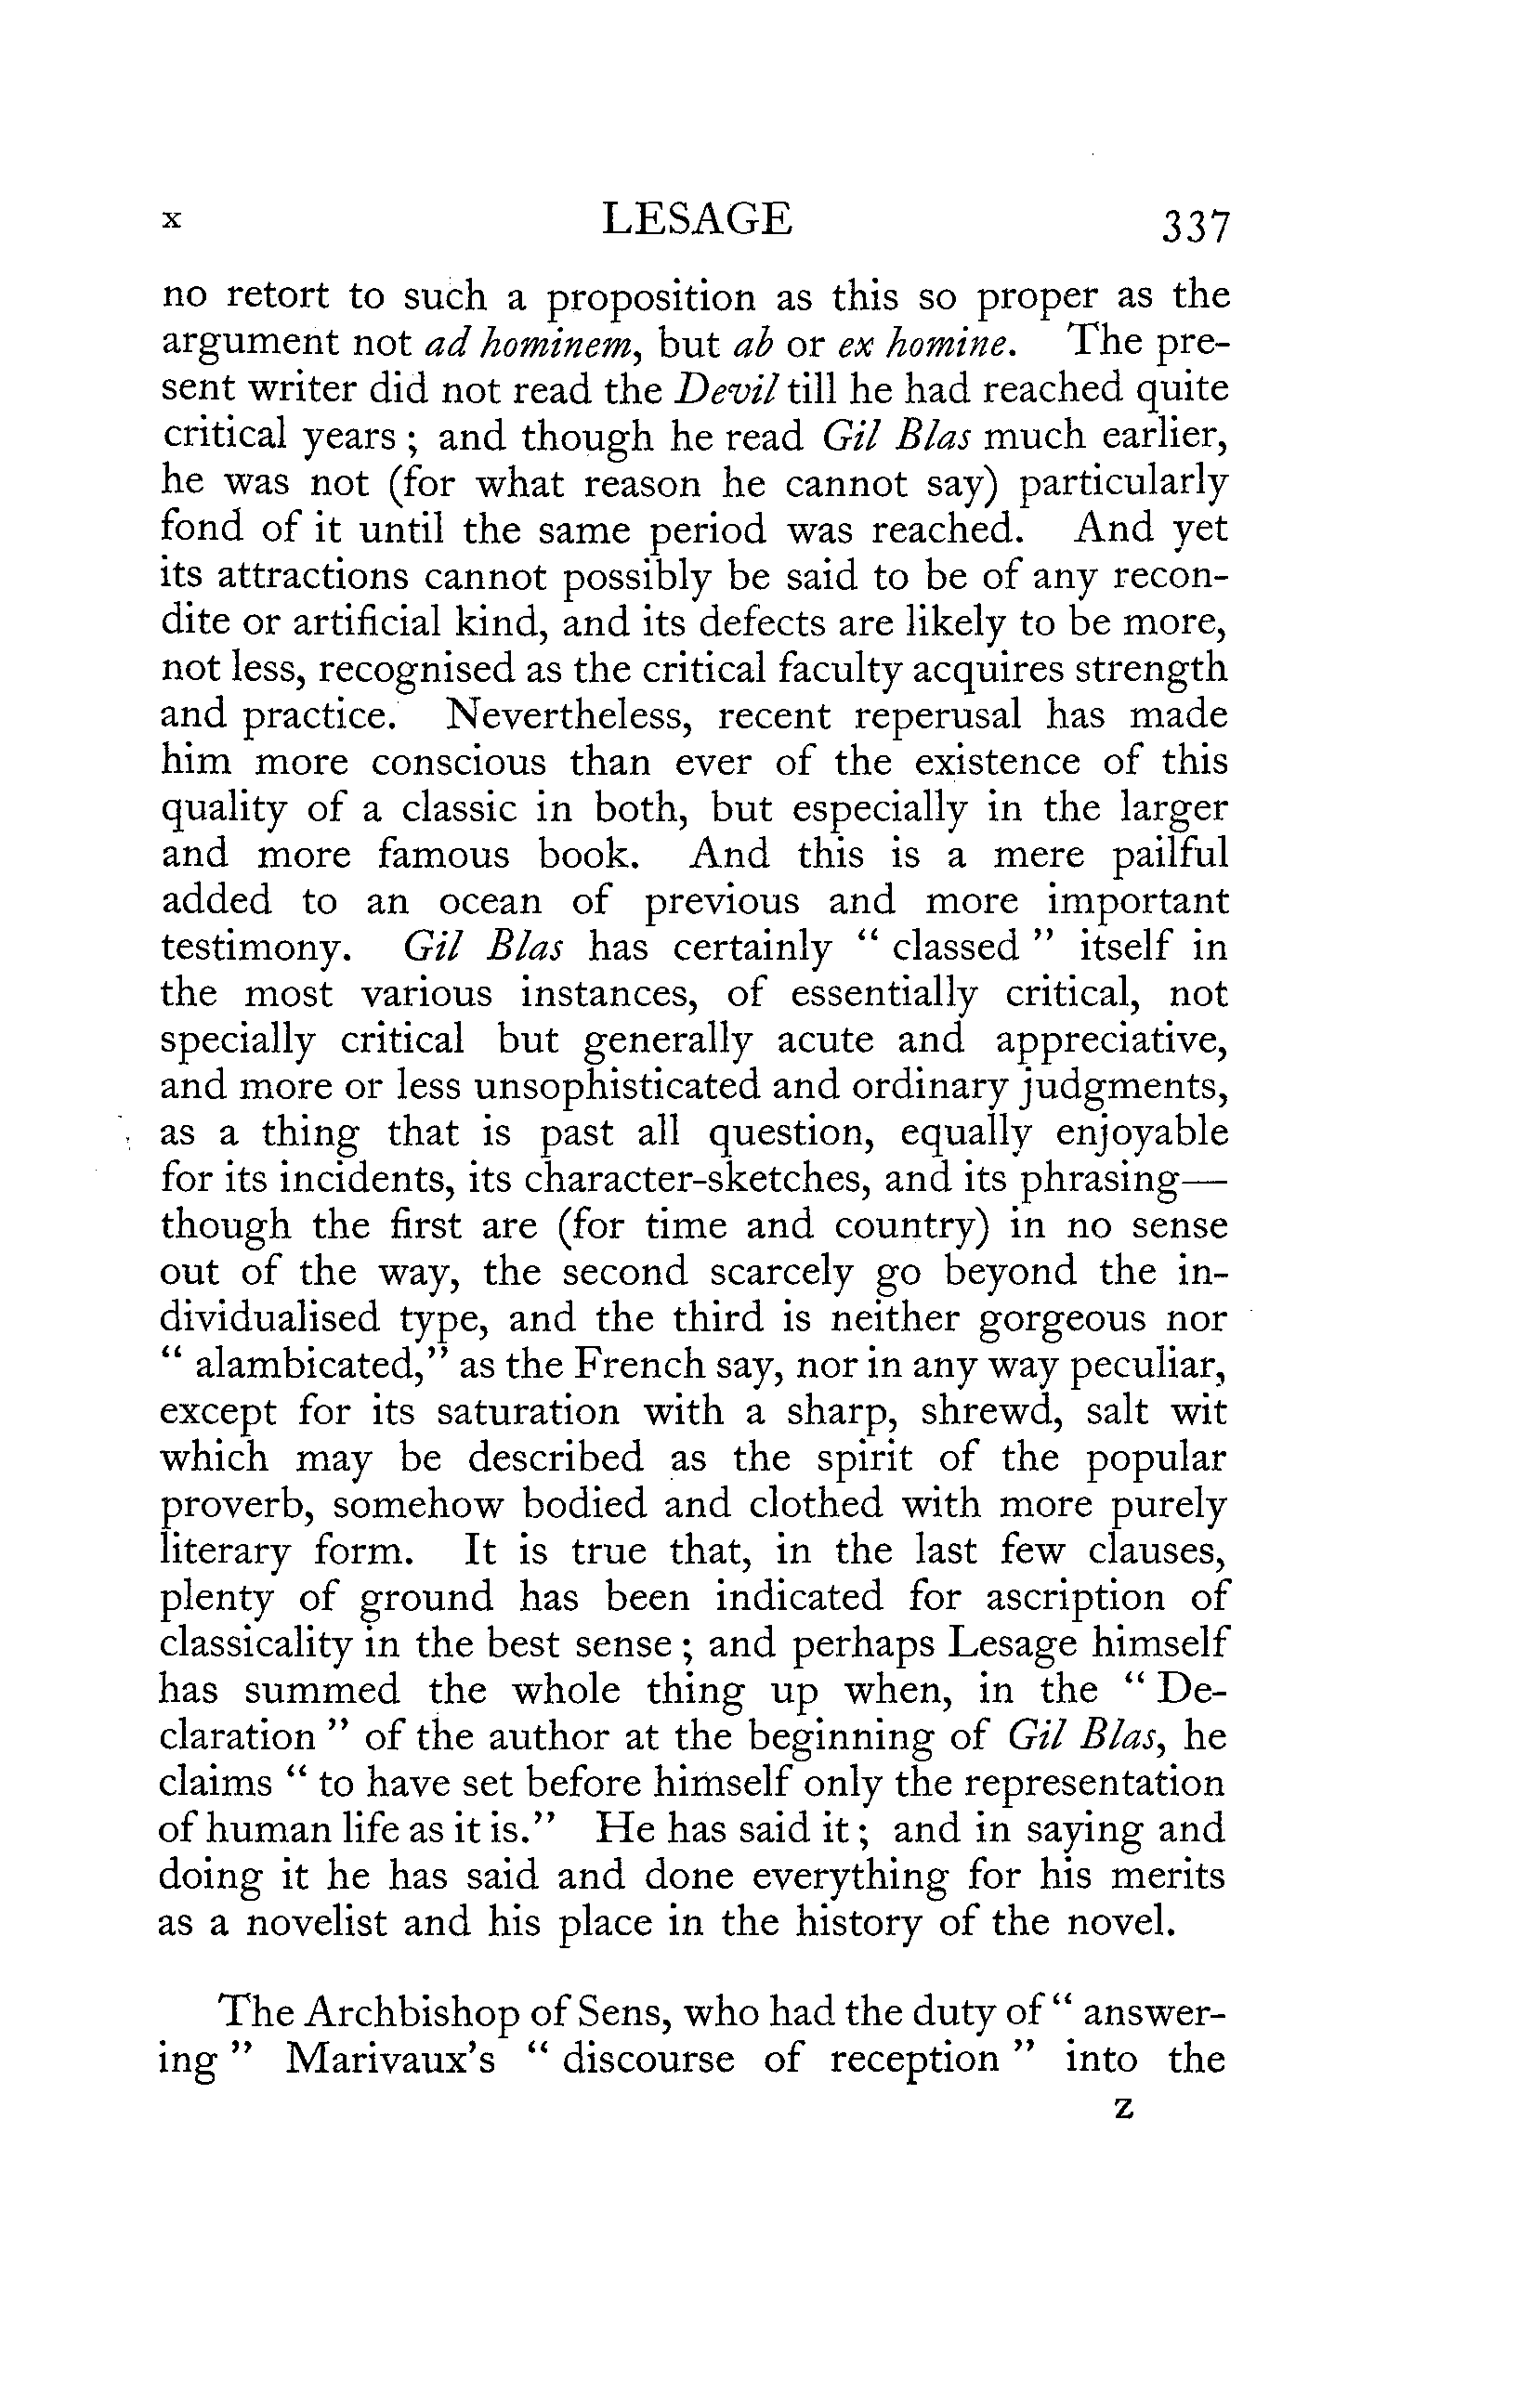 x LESAGE 337
no retort to such a proposition as this so proper as the
argument not ad hominem, but ab or ex homine. The pre-
sent writer did not read the Devil till he had reached quite
critical years ; and though he read Gil Blas much earlier,
he was not (for what reason he cannot say) particularly
fond of it until the same period was reached. And yet
its attractions cannot possibly be said to be of any recon-
dite or artificial kind, and its defects are likely to be more,
not less, recognised as the critical faculty acquires strength
and practice. Nevertheless, recent reperusal has made
him more conscious than ever of the existence of this
quality of a classic in both, but especially in the larger
and more famous book. And this is a mere pailful
added to an ocean of previous and more important
testimony. Gil Blas has certainly “ classed ” itself in
the most various instances, of essentially critical, not
specially critical but generally acute and appreciative,
and more or less unsophisticated and ordinary judgments,
as a thing that is past all question, equally enjoyable
for its incidents, its character-sketches, and its phrasing—
though the first are (for time and country) in no sense
out of the way, the second scarcely go beyond the in-
dividualised type, and the third is neither gorgeous nor
“ alambicated,” as the French say, nor in any way peculiar,
except for its saturation with a sharp, shrewd, salt wit
which may be described as the spirit of the popular
proverb, somehow bodied and clothed with more purely
literary form. It is true that, in the last few clauses,
plenty of ground has been indicated for ascription of
classicality in the best sense ; and perhaps Lesage himself
has summed the whole thing up when, in the “ De-
claration ” of the author at the beginning of Gil Blas, he
claims “ to have set before himself only the representation
of human life as it is.” He has said it ; and in saying and
doing it he has said and done everything for his merits
as a novelist and his place in the history of the novel.
The Archbishop of Sens, who had the duty of “ answer-
ing ” Marivaux’s “ discourse of reception ” into the
z